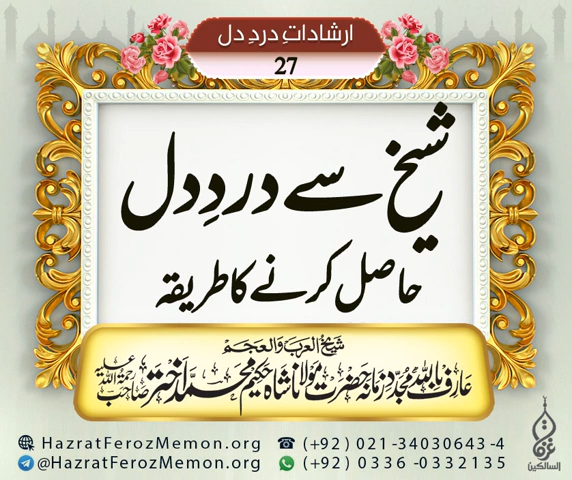 ارشاداتِ دردِ دل
27
شیخ سے دردِ دل
حاصل کرنے کا طریقہ
شیخ العرب والعجم
عارف باللہ مجدد زمانہ حضرت مولانا شاہ حکیم محمد اختر صاحب رحمۃ اللہ علیہ
HazratFerozMemon.org (+92) 021-34030643-4
@HazratFerozMemon.org (+92) 0336-0332135
غرفۃ السالکین